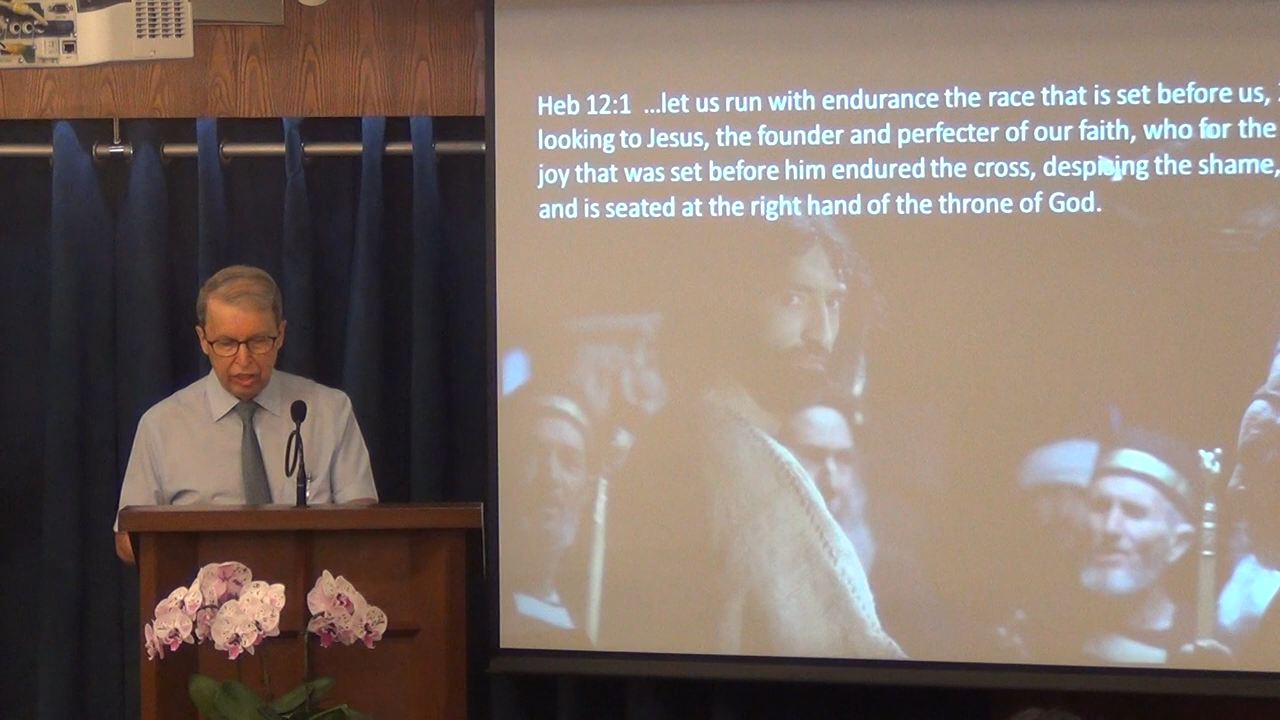 Heb 12:1 ...let us run with endurance the race that is set before us,
looking to Jesus, the founder and perfecter of our faith, who for the
joy that was set before him endured the cross, despising the shame,
and is seated at the right hand of the throne of God.